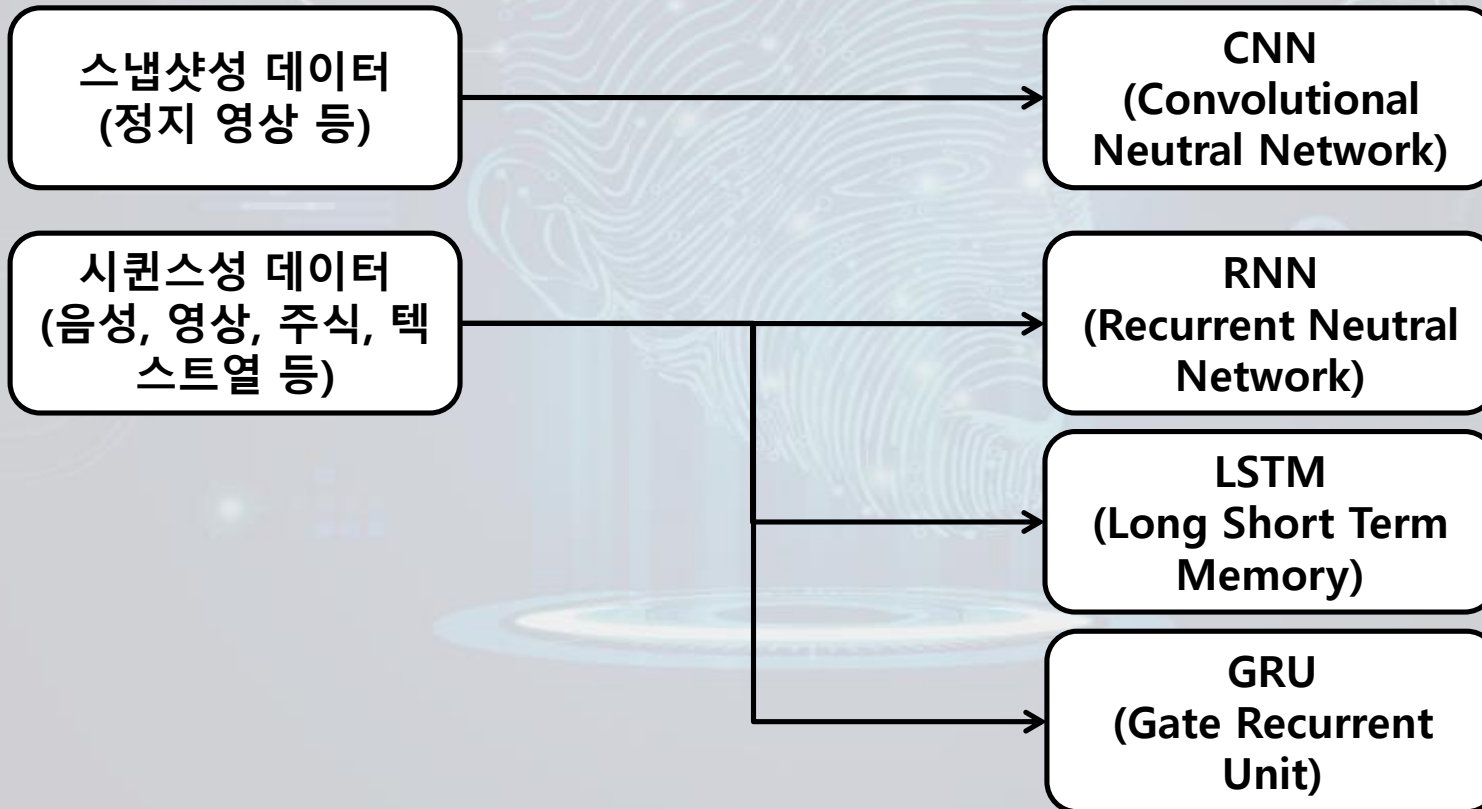 스냅샷성 데이터
(정지 영상 등)
CNN
(Convolutional
Neutral Network)
시퀀스성 데이터
(음성, 영상, 주식, 텍
스트열 등)
RNN
(Recurrent Neutral
Network)
LSTM
(Long Short Term
Memory)
GRU
(Gate Recurrent
Unit)